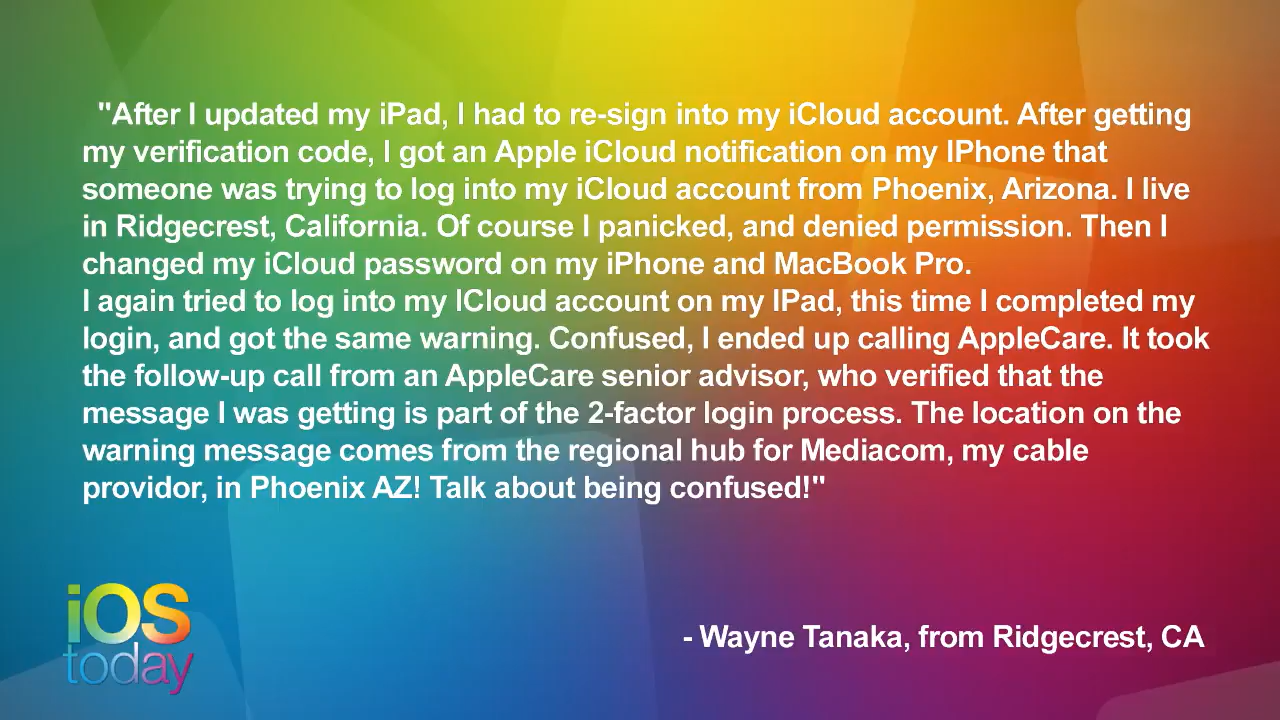 "After I updated my iPad, I had to re-sign into my iCloud account. After getting
my verification code, I got an Apple iCloud notification on my IPhone that
someone was trying to log into my iCloud account from Phoenix, Arizona. I live
in Ridgecrest, California. Of course I panicked, and denied permission. Then I
changed my iCloud password on my iPhone and MacBook Pro.
I again tried to log into my ICloud account on my IPad, this time I completed my
login, and got the same warning. Confused, I ended up calling AppleCare. It took
the follow-up call from an AppleCare senior advisor, who verified that the
message I was getting is part of the 2-factor login process. The location on the
warning message comes from the regional hub for Mediacom, my cable
providor, in Phoenix AZ! Talk about being confused!"
- Wayne Tanaka, from Ridgecrest, CA
iOS
today